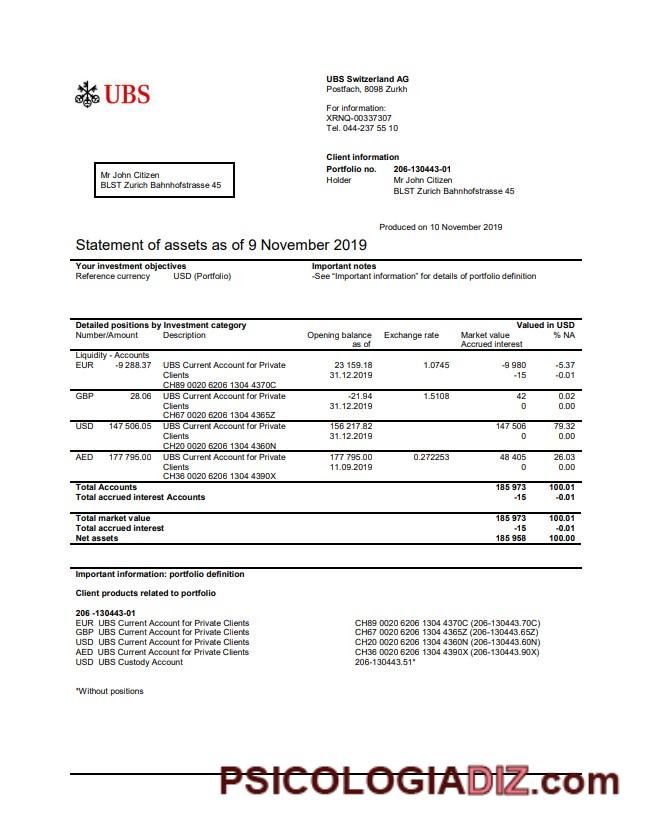 UBS
UBS Switzerland AG
Postfach, 8098 Zurkh
For information:
XRNQ-00337307
Tel. 044-237 55 10
Client information
Portfolio no. 206-130443-01
Holder Mr John Citizen
BLST Zurich Bahnhofstrasse 45
Mr John Citizen
BLST Zurich Bahnhofstrasse 45
Produced on 10 November 2019
Statement of assets as of 9 November 2019
Your investment objectives Important notes
Reference currency USD (Portfolio) -See “Important information” for details of portfolio definition
Detailed positions by Investment category Valued in USD
Number/Amount Description Opening balance Exchange rate Market value % NA
as of Accrued interest
Liquidity - Accounts
EUR -9 288.37 UBS Current Account for Private 23 159.18 1.0745 -9 980 -5.37
Clients 31.12.2019 -15 -0.01
CH89 0020 6206 1304 4370C
GBP 28.06 UBS Current Account for Private -21.94 1.5108 42 0.02
Clients 31.12.2019 0 0.00
CH67 0020 6206 1304 4365Z
USD 147 506.05 UBS Current Account for Private 156 217.82 147 506 79.32
Clients 31.12.2019 0 0.00
CH20 0020 6206 1304 4360N
AED 177 795.00 UBS Current Account for Private 177 795.00 0.272253 48 405 26.03
Clients 11.09.2019 0 0.00
CH36 0020 6206 1304 4390X
Total Accounts 185 973 100.01
Total accrued interest Accounts -15 -0.01
Total market value 185 973 100.01
Total accrued interest -15 -0.01
Net assets 185 958 100.00
Important information: portfolio definition
Client products related to portfolio
206 -130443-01
EUR UBS Current Account for Private Clients CH89 0020 6206 1304 4370C (206-130443.70C)
GBP UBS Current Account for Private Clients CH67 0020 6206 1304 4365Z (206-130443.65Z)
USD UBS Current Account for Private Clients CH20 0020 6206 1304 4360N (206-130443.60N)
AED UBS Current Account for Private Clients CH36 0020 6206 1304 4390X (206-130443.90X)
USD UBS Custody Account 206-130443.51*
*Without positions
PSICOLOGIADIZ.com